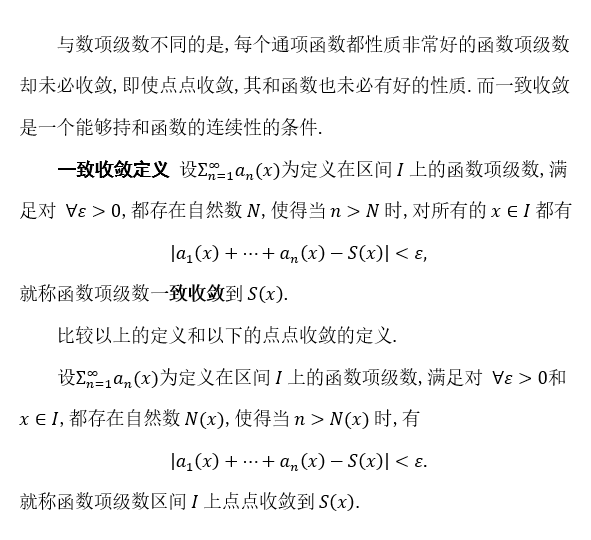 与数项级数不同的是, 每个通项函数都性质非常好的函数项级数
却未必收敛, 即使点点收敛, 其和函数也未必有好的性质. 而一致收敛
是一个能够持和函数的连续性的条件.
一致收敛定义 设∑_{n=1}^{∞}a_n(x)为定义在区间 I 上的函数项级数, 满
足对 ∀ε > 0, 都存在自然数 N, 使得当 n > N 时, 对所有的 x ∈ I 都有
|a_1(x) + ⋯ + a_n(x) − S(x)| < ε,
就称函数项级数一致收敛到 S(x).
比较以上的定义和以下的点点收敛的定义.
设∑_{n=1}^{∞}a_n(x)为定义在区间 I 上的函数项级数, 满足对 ∀ε > 0和
x ∈ I, 都存在自然数 N(x), 使得当 n > N(x) 时, 有
|a_1(x) + ⋯ + a_n(x) − S(x)| < ε.
就称函数项级数区间 I 上点点收敛到 S(x).